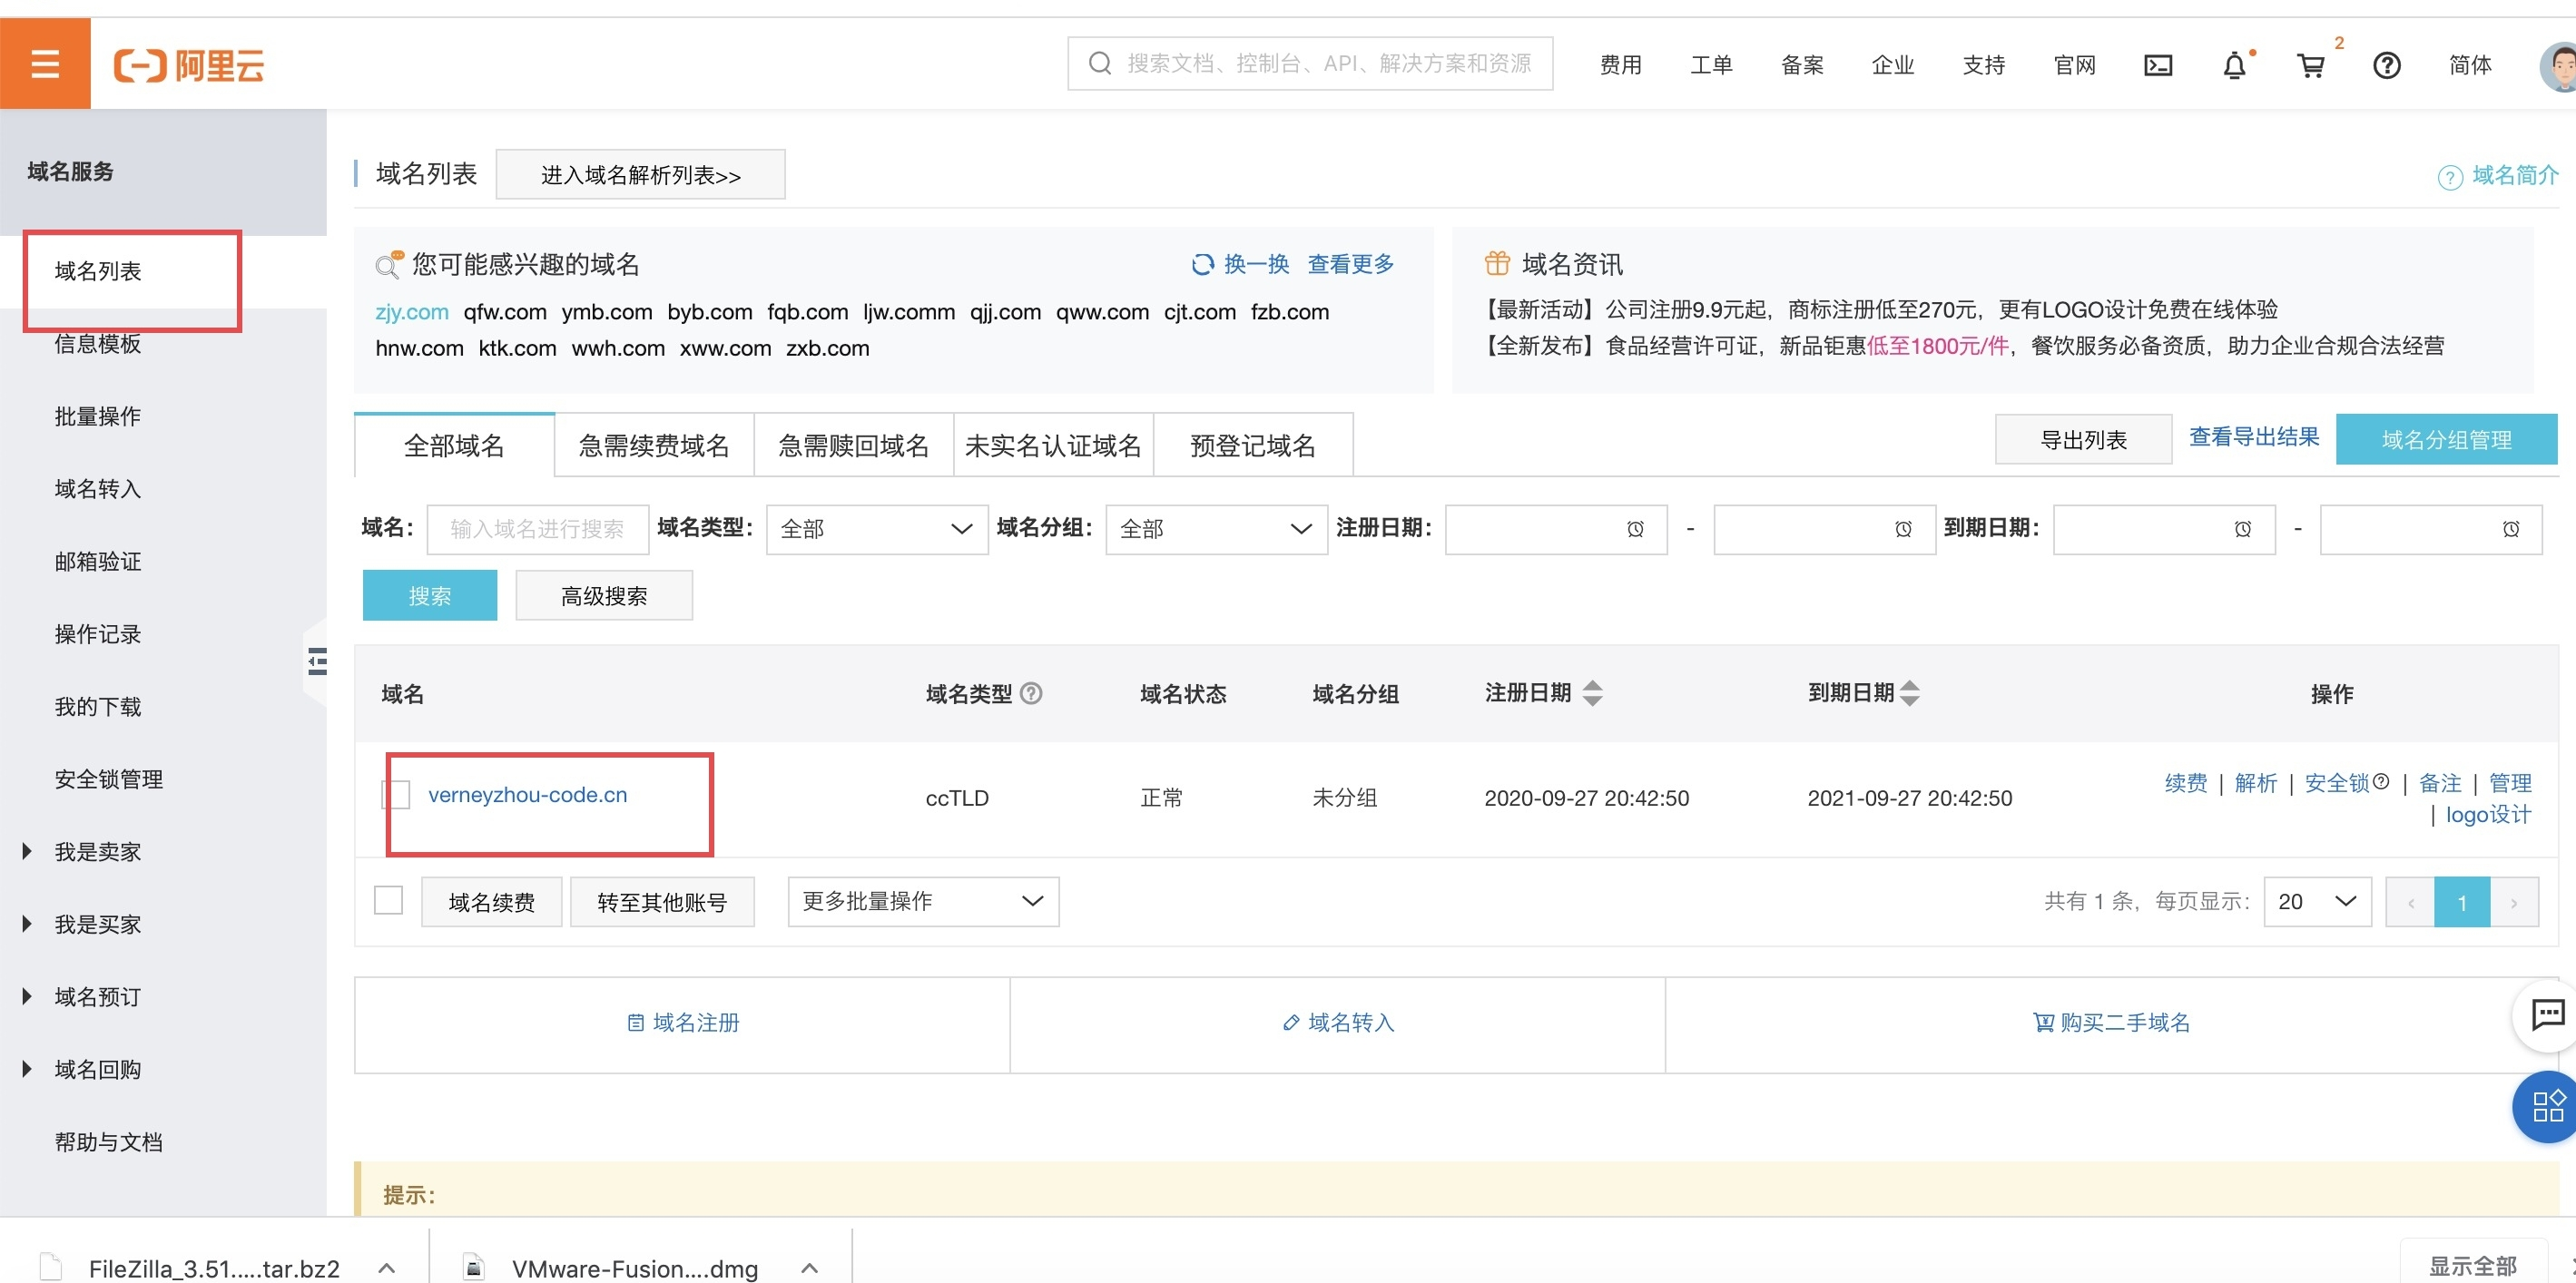 阿里云
搜索文档、控制台、API、解决方案和资源
费用 工单 备案 企业 支持 官网 2 简体
域名服务
域名列表
信息模板
批量操作
域名转入
邮箱验证
操作记录
我的下载
安全锁管理
我是卖家
我是买家
域名预订
域名回购
帮助与文档
域名列表 进入域名解析列表>> 域名简介
您可能感兴趣的域名 换一换 查看更多
zjy.com qfw.com ymb.com byb.com fqb.com ljw.comm qjj.com qww.com cjt.com fzb.com
hnw.com ktk.com wwh.com xww.com zxb.com
域名资讯
【最新活动】公司注册9.9元起，商标注册低至270元，更有LOGO设计免费在线体验
【全新发布】食品经营许可证，新品钜惠低至1800元/件，餐饮服务必备资质，助力企业合规合法经营
全部域名 急需续费域名 急需赎回域名 未实名认证域名 预登记域名 导出列表 查看导出结果 域名分组管理
域名： 输入域名进行搜索 域名类型： 全部 域名分组： 全部 注册日期： - 到期日期： -
搜索 高级搜索
域名 域名类型 域名状态 域名分组 注册日期 到期日期 操作
verneyzhou-code.cn ccTLD 正常 未分组 2020-09-27 20:42:50 2021-09-27 20:42:50 续费 | 解析 | 安全锁 | 备注 | 管理
| logo设计
域名续费 转至其他账号 更多批量操作 共有 1 条，每页显示： 20 ‹ 1 ›
域名注册 域名转入 购买二手域名
提示：
FileZilla_3.51.....tar.bz2 VMware-Fusion....dmg 显示全部